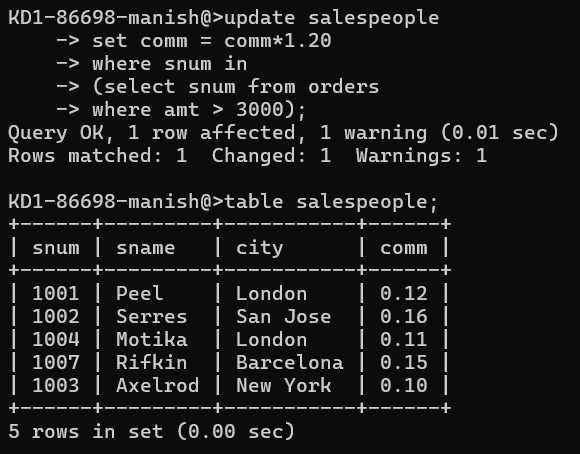 KD1-86698-manish@>update salespeople
    -> set comm = comm*1.20
    -> where snum in
    -> (select snum from orders
    -> where amt > 3000);
Query OK, 1 row affected, 1 warning (0.01 sec)
Rows matched: 1  Changed: 1  Warnings: 1

KD1-86698-manish@>table salespeople;
+------+---------+-----------+------+
| snum | sname   | city      | comm |
+------+---------+-----------+------+
| 1001 | Peel    | London    | 0.12 |
| 1002 | Serres  | San Jose  | 0.16 |
| 1004 | Motika  | London    | 0.11 |
| 1007 | Rifkin  | Barcelona | 0.15 |
| 1003 | Axelrod | New York  | 0.10 |
+------+---------+-----------+------+
5 rows in set (0.00 sec)